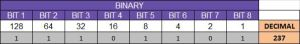 BINARY
BIT 1 BIT 2 BIT 3 BIT 4 BIT 5 BIT 6 BIT 7 BIT 8
128 64 32 16 8 4 2 1 DECIMAL
1 1 1 0 1 1 0 1 237